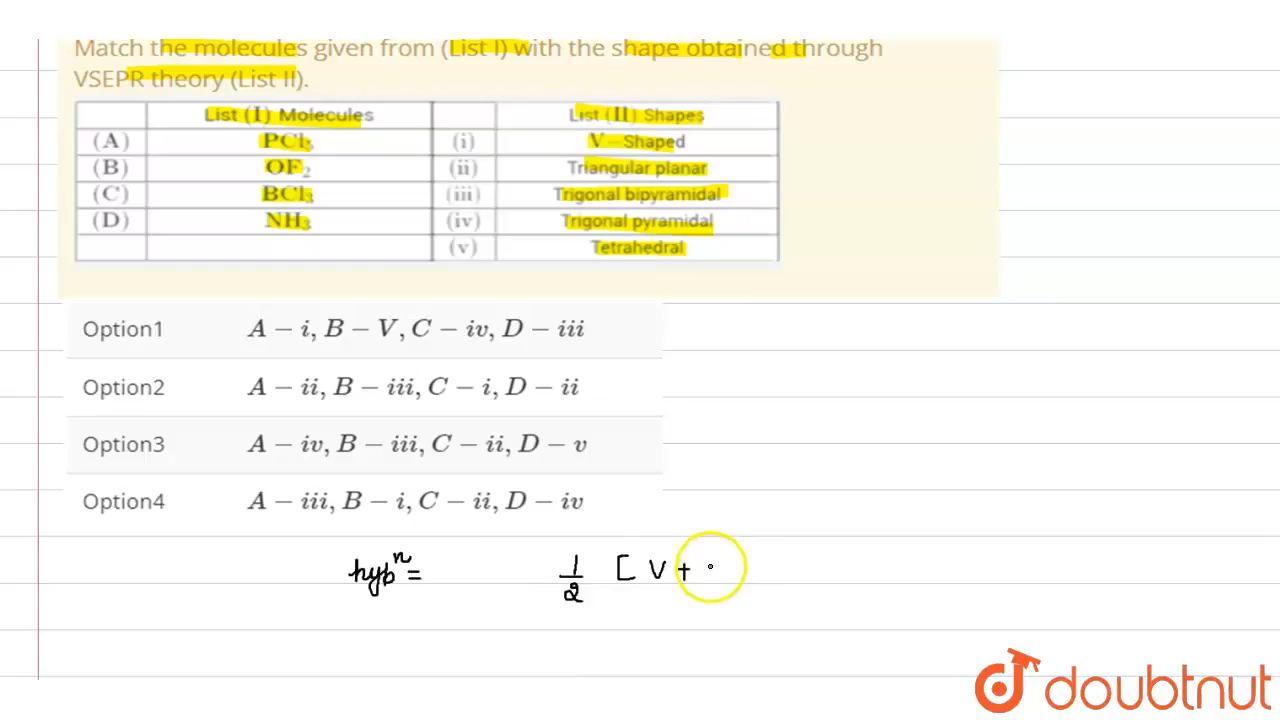 Match the molecules given from (List I) with the shape obtained through
VSEPR theory (List II).
List (I) Molecules List (II) Shapes
(A) PCl₅ (i) V – Shaped
(B) OF₂ (ii) Triangular planar
(C) BCl₃ (iii) Trigonal bipyramidal
(D) NH₃ (iv) Trigonal pyramidal
(v) Tetrahedral
Option1 A − i, B − V, C − iv, D − iii
Option2 A − ii, B − iii, C − i, D − ii
Option3 A − iv, B − iii, C − ii, D − v
Option4 A − iii, B − i, C − ii, D − iv
hybⁿ = 1/2 [ V +
doubtnut